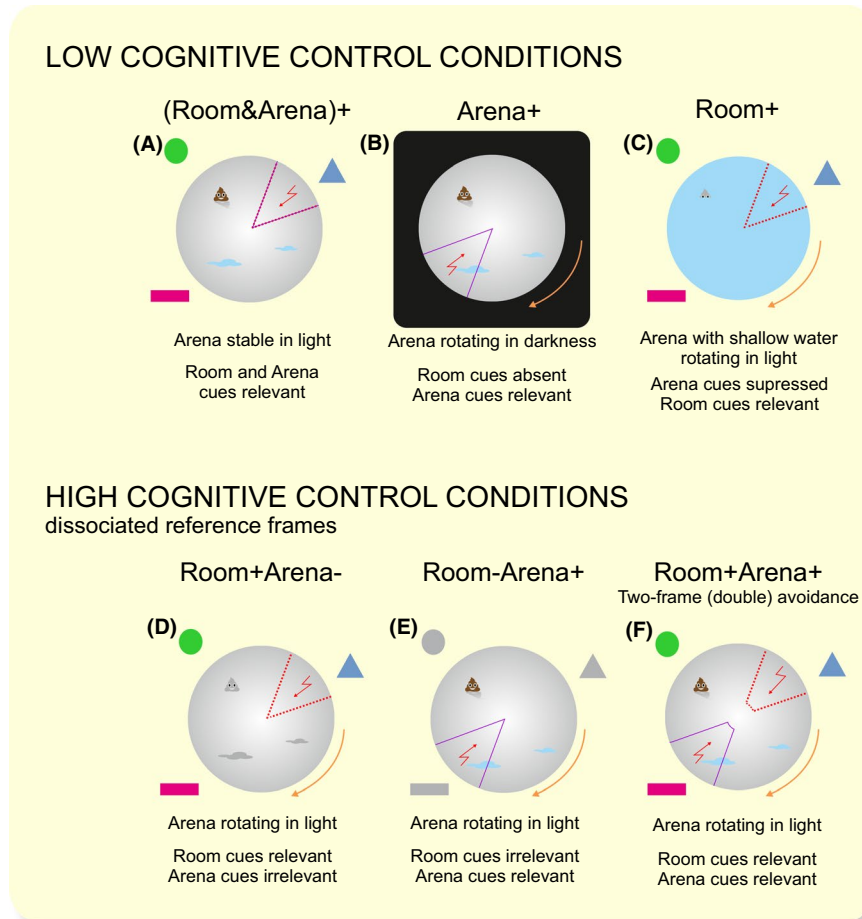 LOW COGNITIVE CONTROL CONDITIONS
(Room&Arena)+
(A)
Arena stable in light
Room and Arena
cues relevant
Arena+
(B)
Arena rotating in darkness
Room cues absent
Arena cues relevant
Room+
(C)
Arena with shallow water
rotating in light
Arena cues supressed
Room cues relevant
HIGH COGNITIVE CONTROL CONDITIONS
dissociated reference frames
Room+Arena-
(D)
Arena rotating in light
Room cues relevant
Arena cues irrelevant
Room-Arena+
(E)
Arena rotating in light
Room cues irrelevant
Arena cues relevant
Room+Arena+
Two-frame (double) avoidance
(F)
Arena rotating in light
Room cues relevant
Arena cues relevant